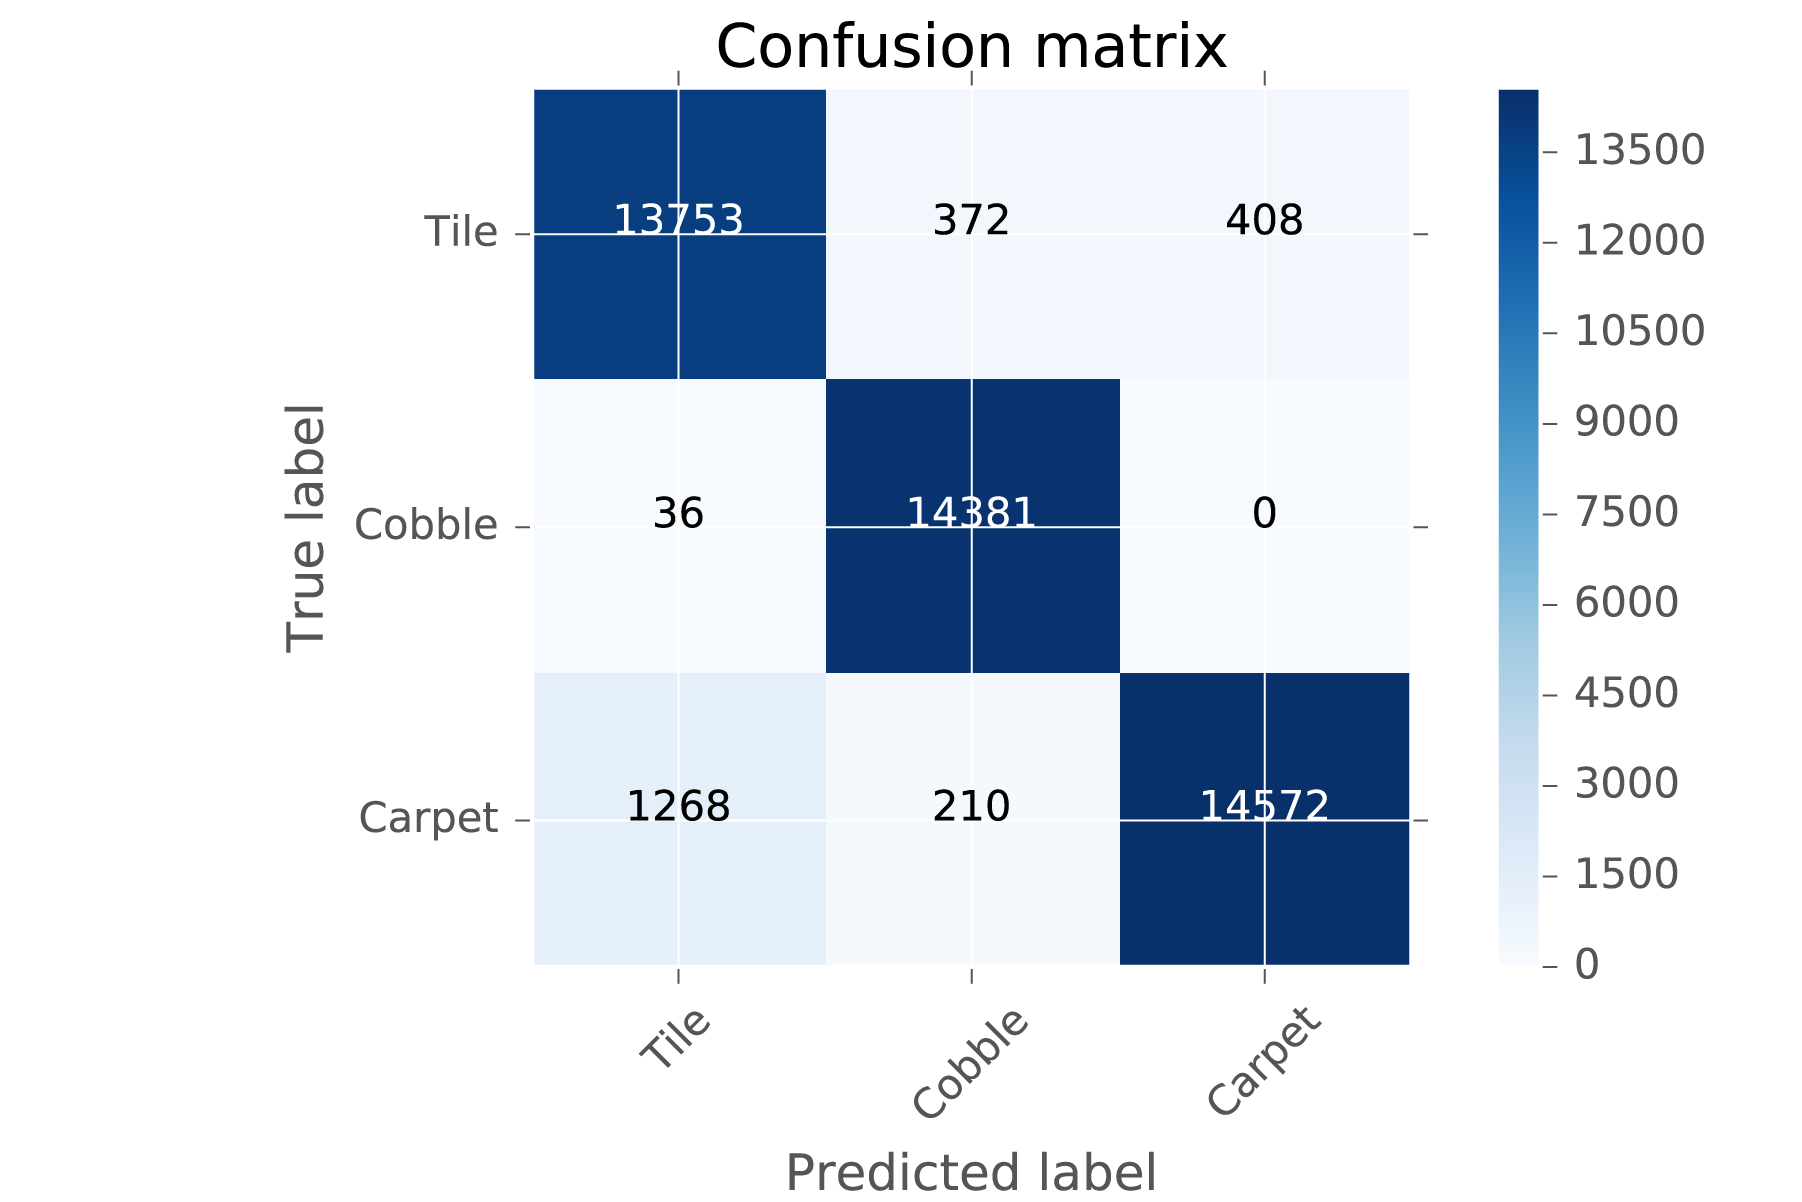 Confusion matrix
Tile 13753 372 408
Cobble 36 14381 0
Carpet 1268 210 14572
True label
Tile Cobble Carpet
Predicted label
13500
12000
10500
9000
7500
6000
4500
3000
1500
0